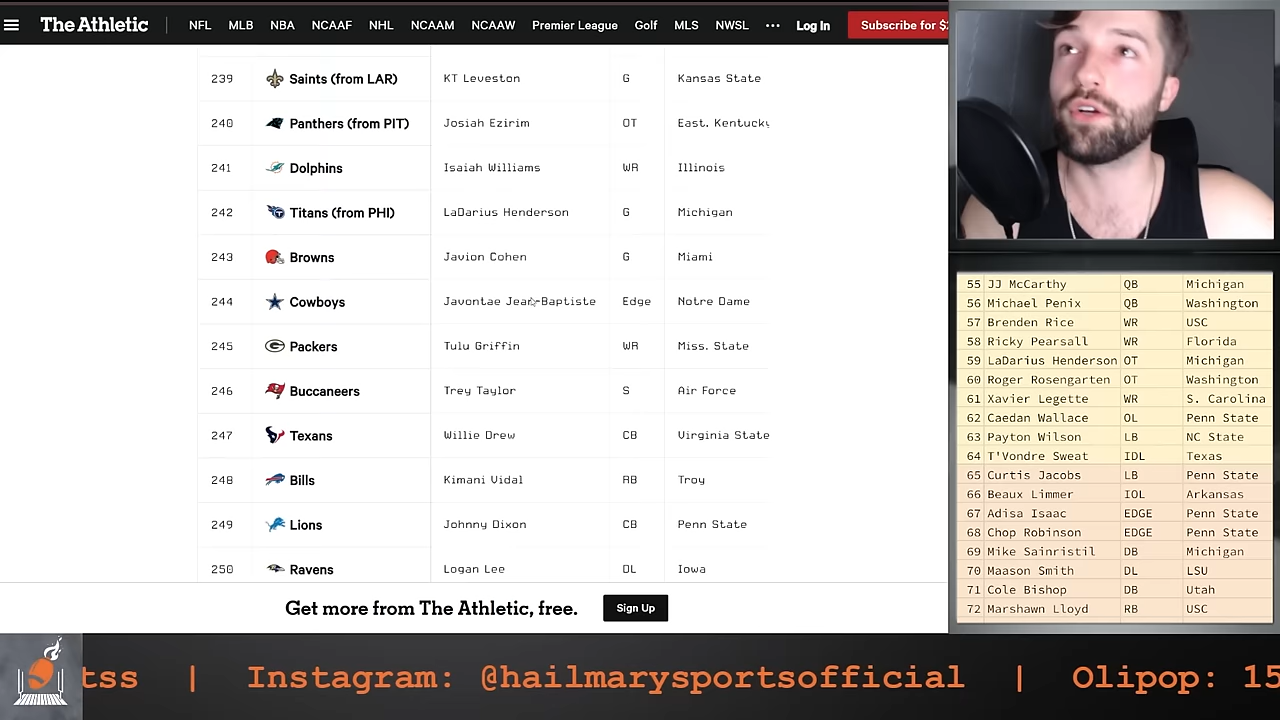 The Athletic NFL MLB NBA NCAAF NHL NCAAM NCAAW Premier League Golf MLS NWSL ••• Log In Subscribe for $
239 Saints (from LAR) KT Leveston G Kansas State
240 Panthers (from PIT) Josiah Ezirim OT East. Kentucky
241 Dolphins Isaiah Williams WR Illinois
242 Titans (from PHI) LaDarius Henderson G Michigan
243 Browns Javion Cohen G Miami
244 Cowboys Javontae Jean-Baptiste Edge Notre Dame
245 Packers Tulu Griffin WR Miss. State
246 Buccaneers Trey Taylor S Air Force
247 Texans Willie Drew CB Virginia State
248 Bills Kimani Vidal RB Troy
249 Lions Johnny Dixon CB Penn State
250 Ravens Logan Lee DL Iowa
Get more from The Athletic, free. Sign Up
55 JJ McCarthy QB Michigan
56 Michael Penix QB Washington
57 Brenden Rice WR USC
58 Ricky Pearsall WR Florida
59 LaDarius Henderson OT Michigan
60 Roger Rosengarten OT Washington
61 Xavier Legette WR S. Carolina
62 Caedan Wallace OL Penn State
63 Payton Wilson LB NC State
64 T'Vondre Sweat IDL Texas
65 Curtis Jacobs LB Penn State
66 Beaux Limmer IOL Arkansas
67 Adisa Isaac EDGE Penn State
68 Chop Robinson EDGE Penn State
69 Mike Sainristil DB Michigan
70 Maason Smith DL LSU
71 Cole Bishop DB Utah
72 Marshawn Lloyd RB USC
tss | Instagram: @hailmarysportsofficial | Olipop: 15